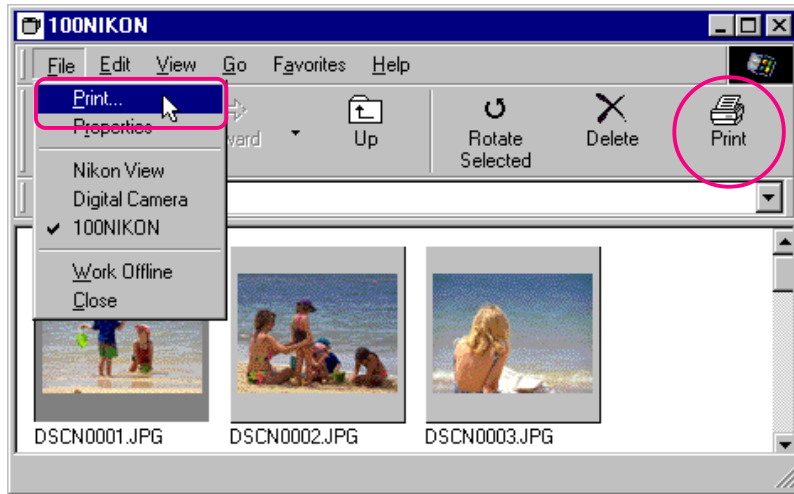 100NIKON
File Edit View Go Favorites Help
Print...
Properties
Nikon View
Digital Camera
100NIKON
Work Offline
Close
Up
Rotate
Selected
Delete
Print
DSCN0001.JPG DSCN0002.JPG DSCN0003.JPG